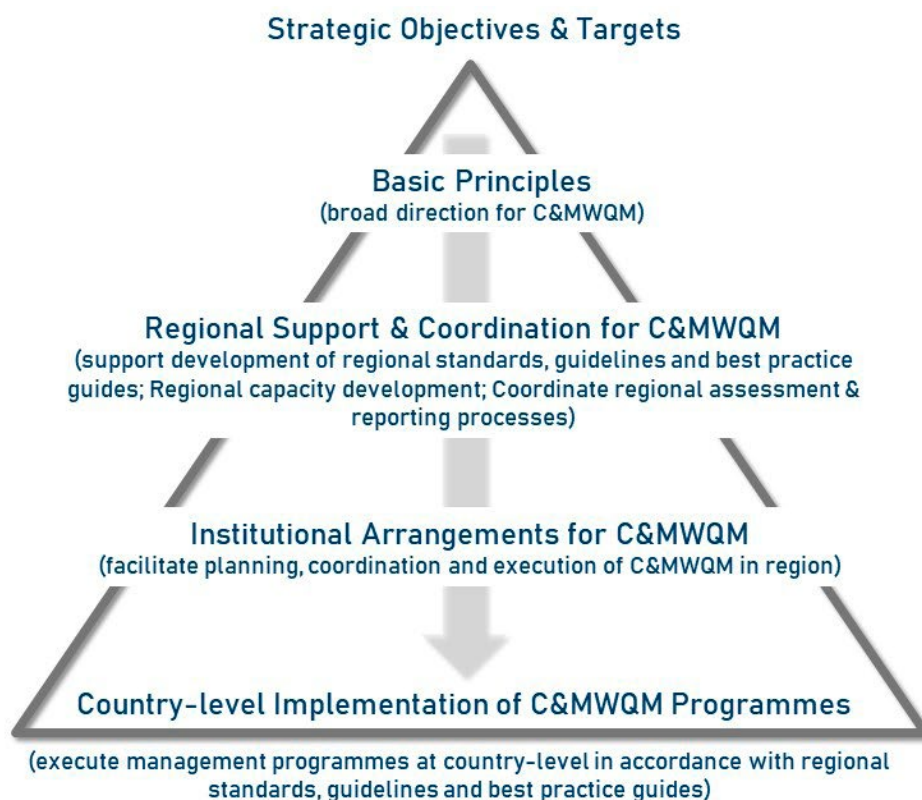 Strategic Objectives & Targets
Basic Principles
(broad direction for C&MWQM)
Regional Support & Coordination for C&MWQM
(support development of regional standards, guidelines and best practice
guides; Regional capacity development; Coordinate regional assessment &
reporting processes)
Institutional Arrangements for C&MWQM
(facilitate planning, coordination and execution of C&MWQM in region)
Country-level Implementation of C&MWQM Programmes
(execute management programmes at country-level in accordance with regional
standards, guidelines and best practice guides)